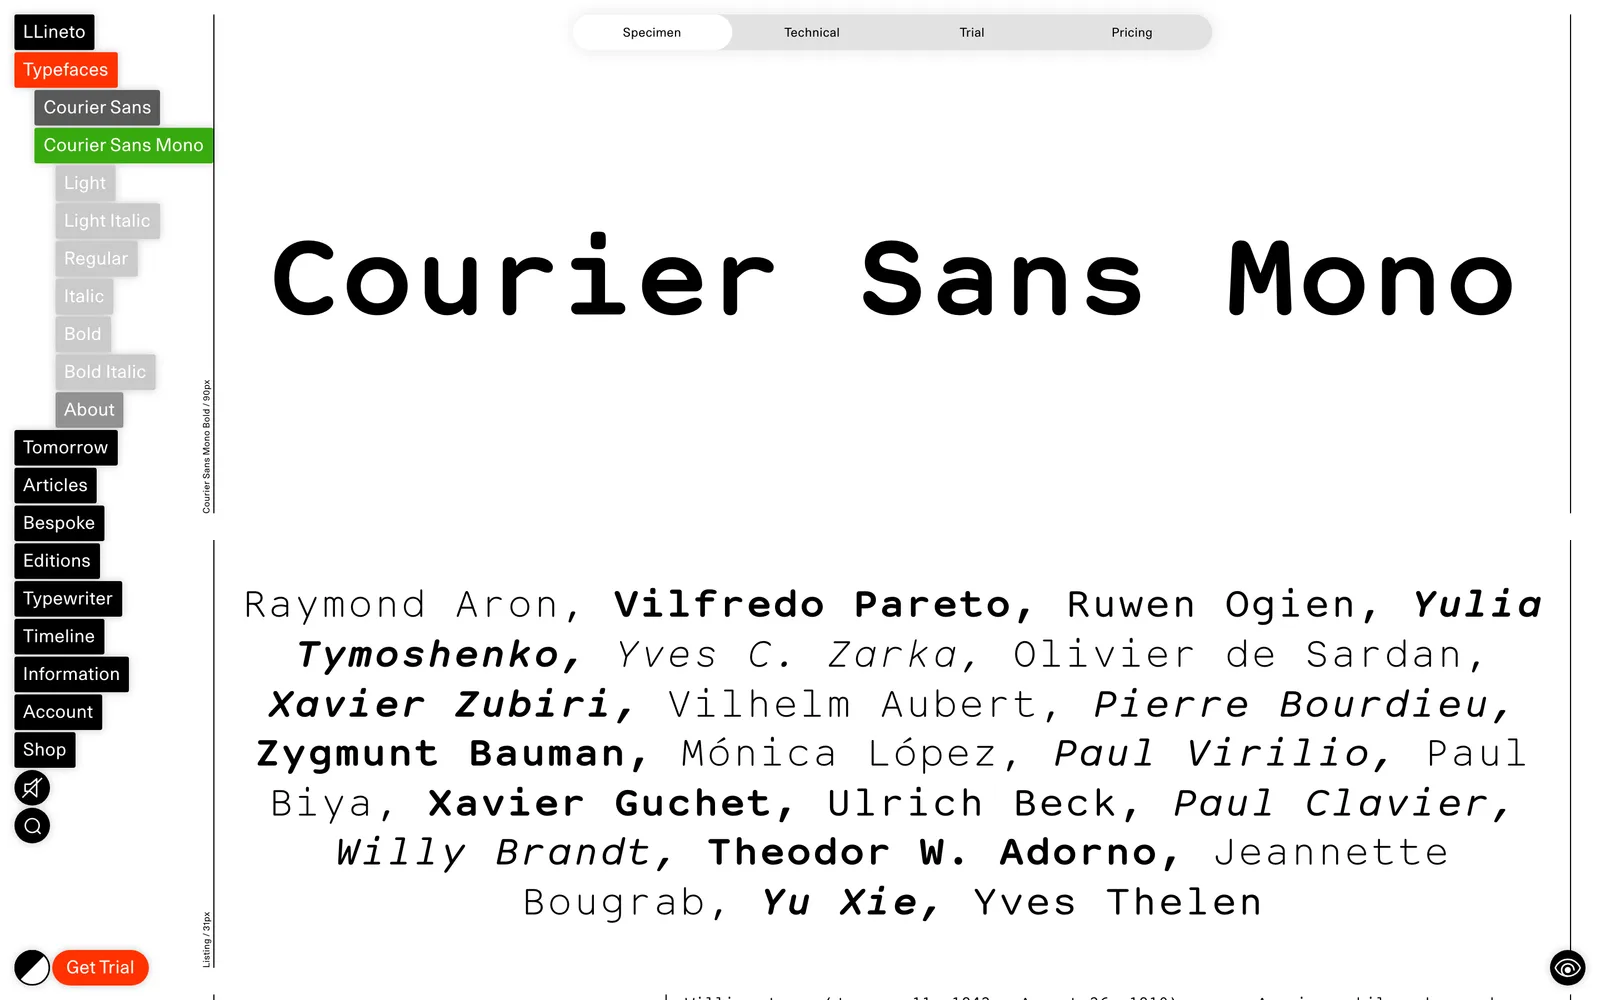 LLineto
Typefaces
Courier Sans
Courier Sans Mono
Light
Light Italic
Regular
Italic
Bold
Bold Italic
About
Tomorrow
Articles
Bespoke
Editions
Typewriter
Timeline
Information
Account
Shop
Get Trial
Specimen
Technical
Trial
Pricing
Courier Sans Mono
Courier Sans Mono Bold / 90px
Raymond Aron, Vilfredo Pareto, Ruwen Ogien, Yulia
Tymoshenko, Yves C. Zarka, Olivier de Sardan,
Xavier Zubiri, Vilhelm Aubert, Pierre Bourdieu,
Zygmunt Bauman, Mónica López, Paul Virilio, Paul
Biya, Xavier Guchet, Ulrich Beck, Paul Clavier,
Willy Brandt, Theodor W. Adorno, Jeannette
Bougrab, Yu Xie, Yves Thelen
Listing / 31px